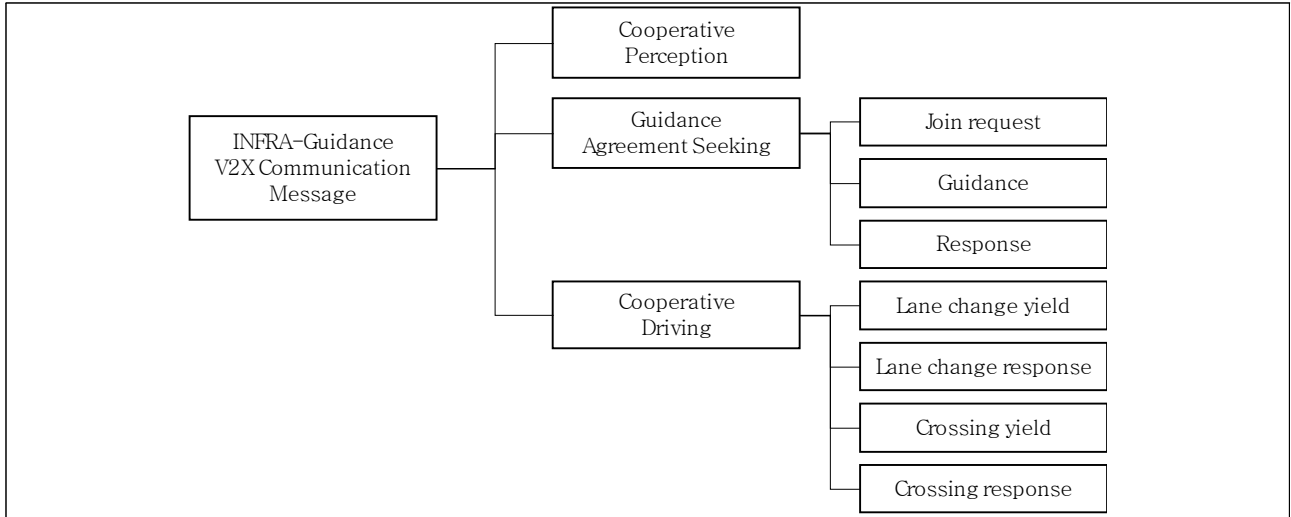 INFRA-Guidance
V2X Communication
Message
Cooperative
Perception
Guidance
Agreement Seeking
Join request
Guidance
Response
Cooperative
Driving
Lane change yield
Lane change response
Crossing yield
Crossing response